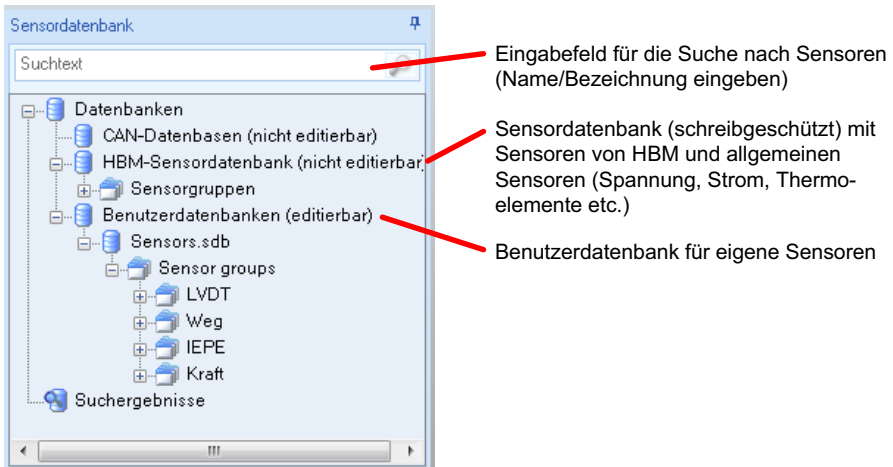 Sensordatenbank
Suchtext
Datenbanken
CAN-Datenbasen (nicht editierbar)
HBM-Sensordatenbank (nicht editierbar)
Sensorgruppen
Benutzerdatenbanken (editierbar)
Sensors.sdb
Sensor groups
LVDT
Weg
IEPE
Kraft
Suchergebnisse
Eingabefeld für die Suche nach Sensoren
(Name/Bezeichnung eingeben)
Sensordatenbank (schreibgeschützt) mit
Sensoren von HBM und allgemeinen
Sensoren (Spannung, Strom, Thermo-
elemente etc.)
Benutzerdatenbank für eigene Sensoren